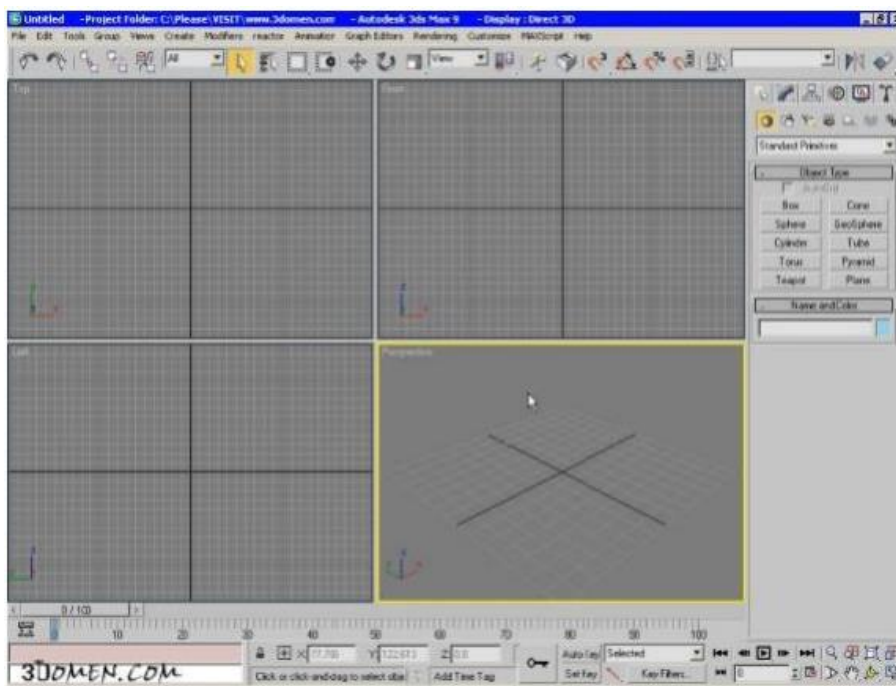 Untitled - Project Folder: C:\Please\VISIT\www.3domen.com - Autodesk 3ds Max 9 - Display : Direct 3D
File Edit Tools Group Views Create Modifiers reactor Animation Graph Editors Rendering Customize MAXScript Help
All View
Top Front
Standard Primitives
- Object Type
AutoGrid
Box Cone
Sphere GeoSphere
Cylinder Tube
Torus Pyramid
Teapot Plane
- Name and Color
Left Perspective
< 0 / 100 >
0 10 20 30 40 50 60 70 80 90 100
X Y Z Auto Key Selected
3DOMEN.COM Click or click-and-drag to select obje Add Time Tag Set Key Key Filters... 0